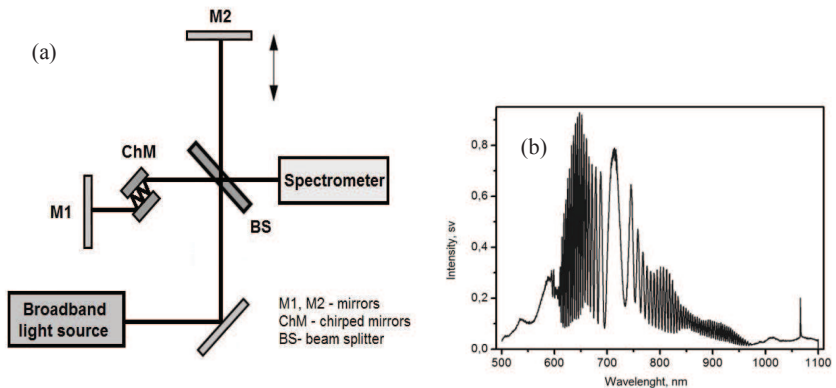 (a)
M2
ChM
M1
BS
Spectrometer
Broadband
light source
M1, M2 - mirrors
ChM - chirped mirrors
BS- beam splitter
(b)
Intensity, sv
0,8
0,6
0,4
0,2
0,0
500 600 700 800 900 1000 1100
Wavelenght, nm